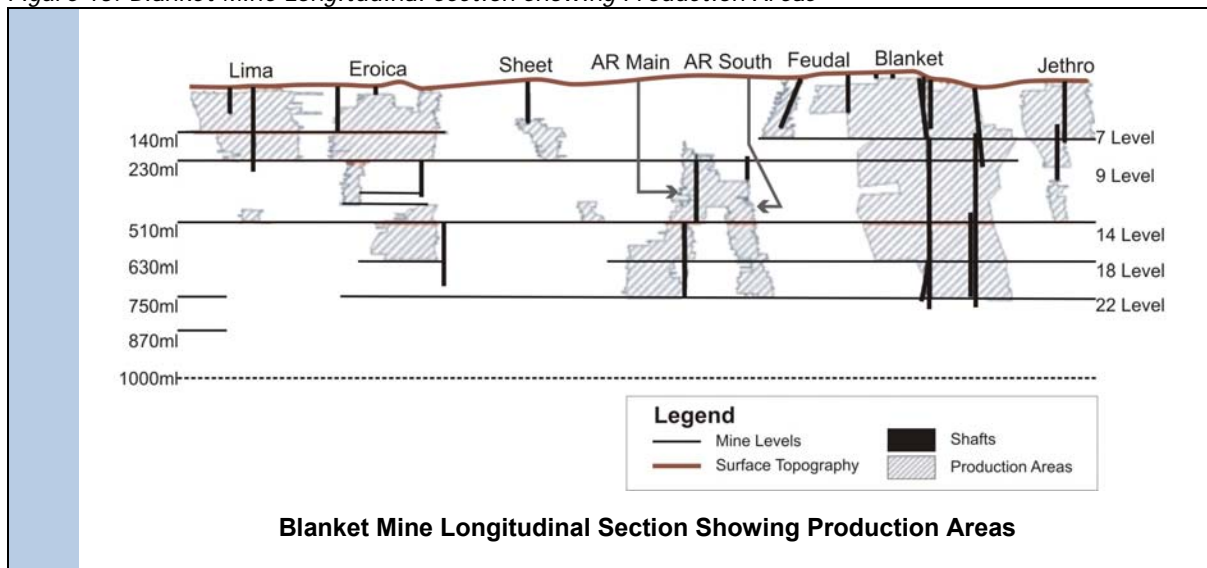 Lima Eroica Sheet AR Main AR South Feudal Blanket Jethro
140ml 7 Level
230ml 9 Level
510ml 14 Level
630ml 18 Level
750ml 22 Level
870ml
1000ml
Legend
Mine Levels Shafts
Surface Topography Production Areas
Blanket Mine Longitudinal Section Showing Production Areas